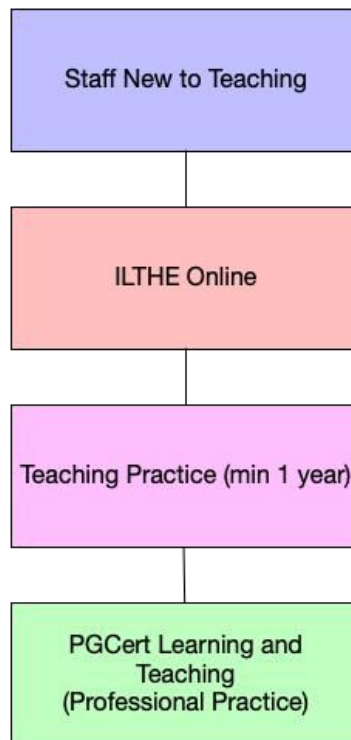 Staff New to Teaching
ILTHE Online
Teaching Practice (min 1 year)
PGCert Learning and
Teaching
(Professional Practice)